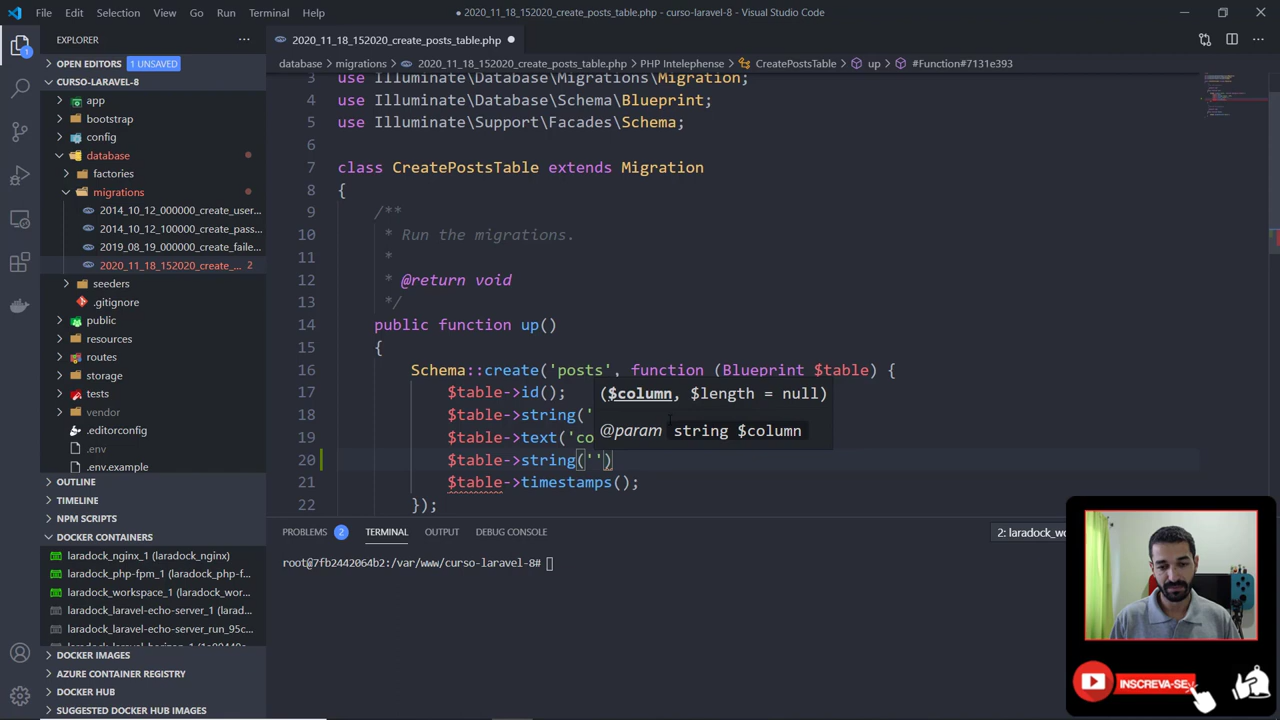 File Edit Selection View Go Run Terminal Help
● 2020_11_18_152020_create_posts_table.php - curso-laravel-8 - Visual Studio Code
EXPLORER
OPEN EDITORS 1 UNSAVED
CURSO-LARAVEL-8
app
bootstrap
config
database
factories
migrations
2014_10_12_000000_create_user...
2014_10_12_100000_create_pass...
2019_08_19_000000_create_faile...
2020_11_18_152020_create_... 2
seeders
.gitignore
public
resources
routes
storage
tests
vendor
.editorconfig
.env
.env.example
OUTLINE
TIMELINE
NPM SCRIPTS
DOCKER CONTAINERS
laradock_nginx_1 (laradock_nginx)
laradock_php-fpm_1 (laradock_php-f...
laradock_workspace_1 (laradock_wor...
laradock_laravel-echo-server_1 (larad...
laradock_laravel-echo-server_run_95c...
DOCKER IMAGES
AZURE CONTAINER REGISTRY
DOCKER HUB
SUGGESTED DOCKER HUB IMAGES
1
2020_11_18_152020_create_posts_table.php ●
database > migrations > 2020_11_18_152020_create_posts_table.php > PHP Intelephense > CreatePostsTable > up > #Function#7131e393
3 use Illuminate\Database\Migrations\Migration;
4 use Illuminate\Database\Schema\Blueprint;
5 use Illuminate\Support\Facades\Schema;
6
7 class CreatePostsTable extends Migration
8 {
9 /**
10 * Run the migrations.
11 *
12 * @return void
13 */
14 public function up()
15 {
16 Schema::create('posts', function (Blueprint $table) {
17 $table->id();
18 $table->string('
19 $table->text('co
20 $table->string('')
21 $table->timestamps();
22 });
($column, $length = null)
@param string $column
PROBLEMS 2 TERMINAL OUTPUT DEBUG CONSOLE
2: laradock_wo
root@7fb2442064b2:/var/www/curso-laravel-8#
INSCREVA-SE